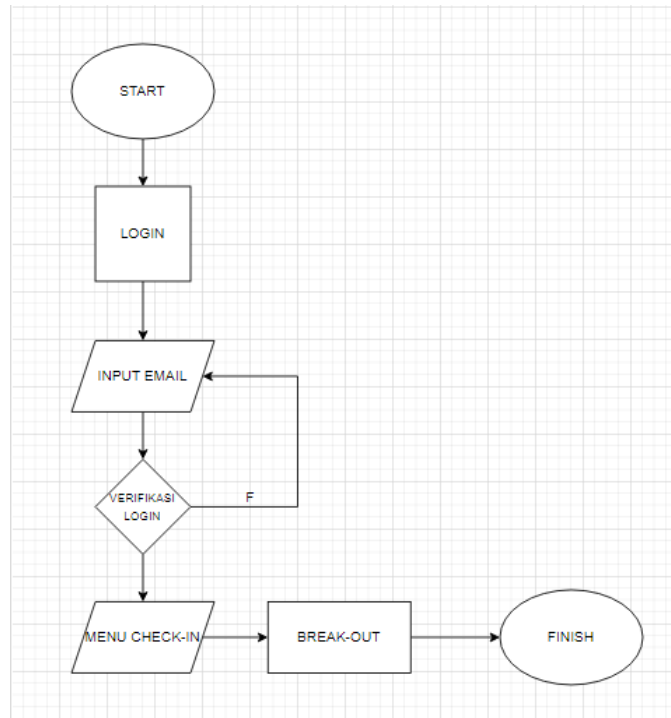 START
LOGIN
INPUT EMAIL
VERIFIKASI
LOGIN
F
MENU CHECK-IN
BREAK-OUT
FINISH